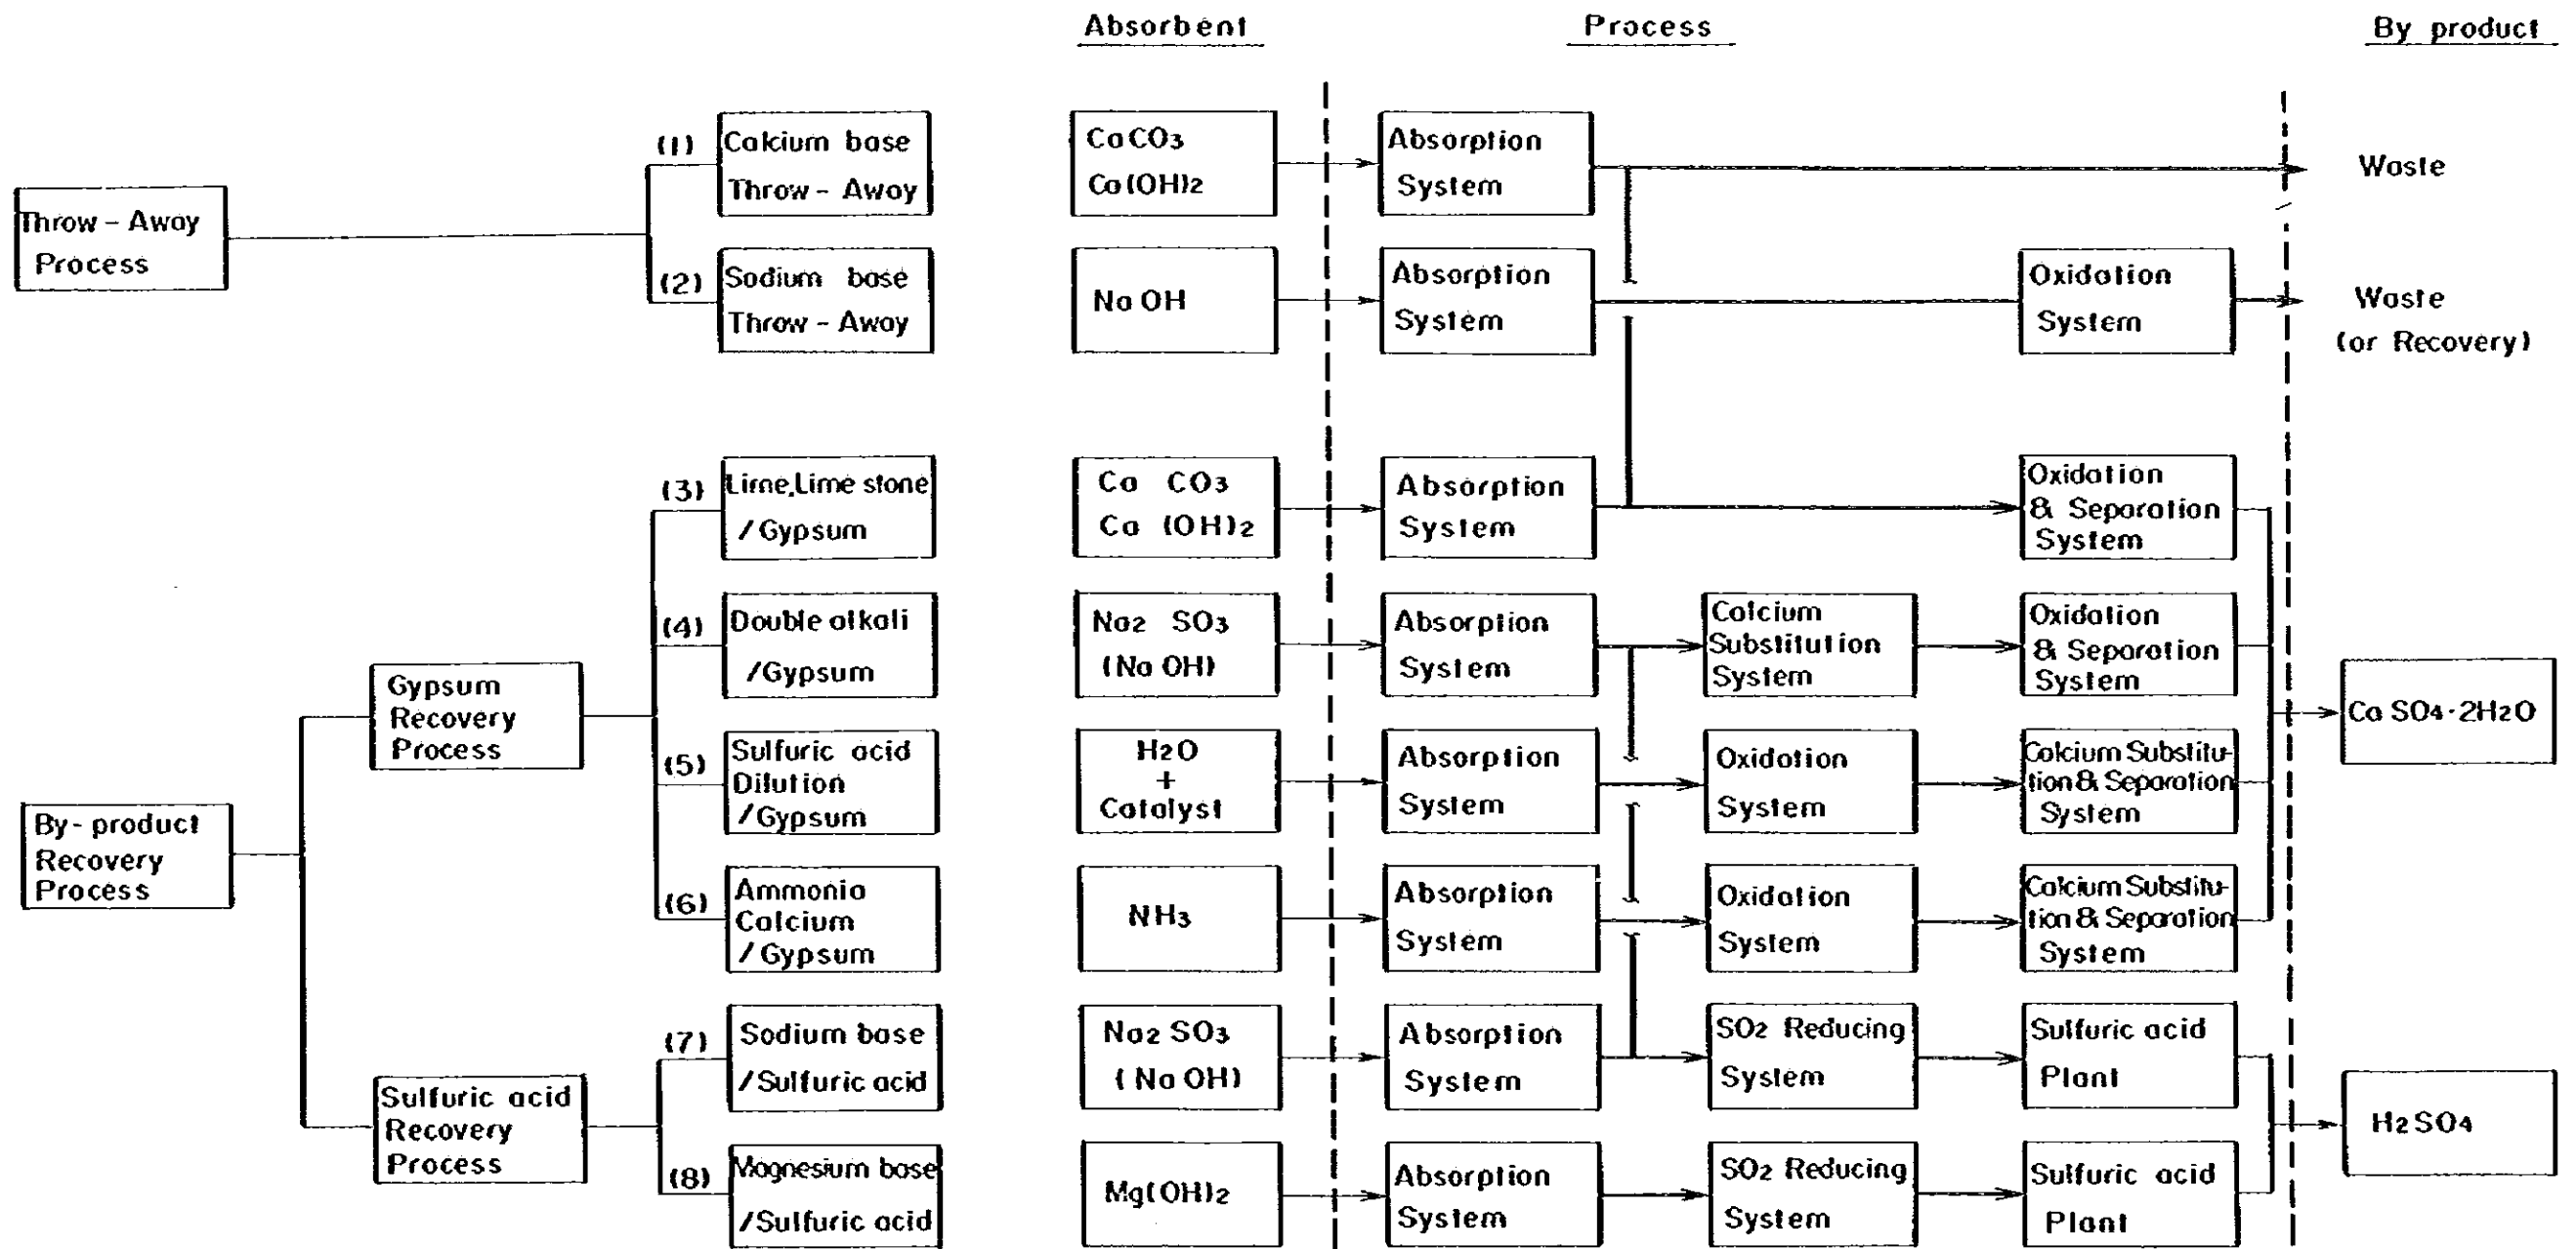 Absorbent Process By product
(1) Calcium base
Throw - Away
CaCO3
Ca(OH)2
Absorption
System
Waste
Throw - Away
Process
(2) Sodium base
Throw - Away
NaOH
Absorption
System
Oxidation
System
Waste
(or Recovery)
(3) Lime, Lime stone
/Gypsum
Ca CO3
Ca (OH)2
Absorption
System
Oxidation
& Separation
System
(4) Double alkali
/Gypsum
Na2 SO3
(Na OH)
Absorption
System
Calcium
Substitution
System
Oxidation
& Separation
System
Gypsum
Recovery
Process
Ca SO4·2H2O
(5) Sulfuric acid
Dilution
/Gypsum
H2O
+
Catalyst
Absorption
System
Oxidation
System
Calcium Substitu-
tion & Separation
System
By-product
Recovery
Process
(6) Ammonia
Calcium
/Gypsum
NH3
Absorption
System
Oxidation
System
Calcium Substitu-
tion & Separation
System
(7) Sodium base
/Sulfuric acid
Na2 SO3
(Na OH)
Absorption
System
SO2 Reducing
System
Sulfuric acid
Plant
Sulfuric acid
Recovery
Process
H2SO4
(8) Magnesium base
/Sulfuric acid
Mg(OH)2
Absorption
System
SO2 Reducing
System
Sulfuric acid
Plant